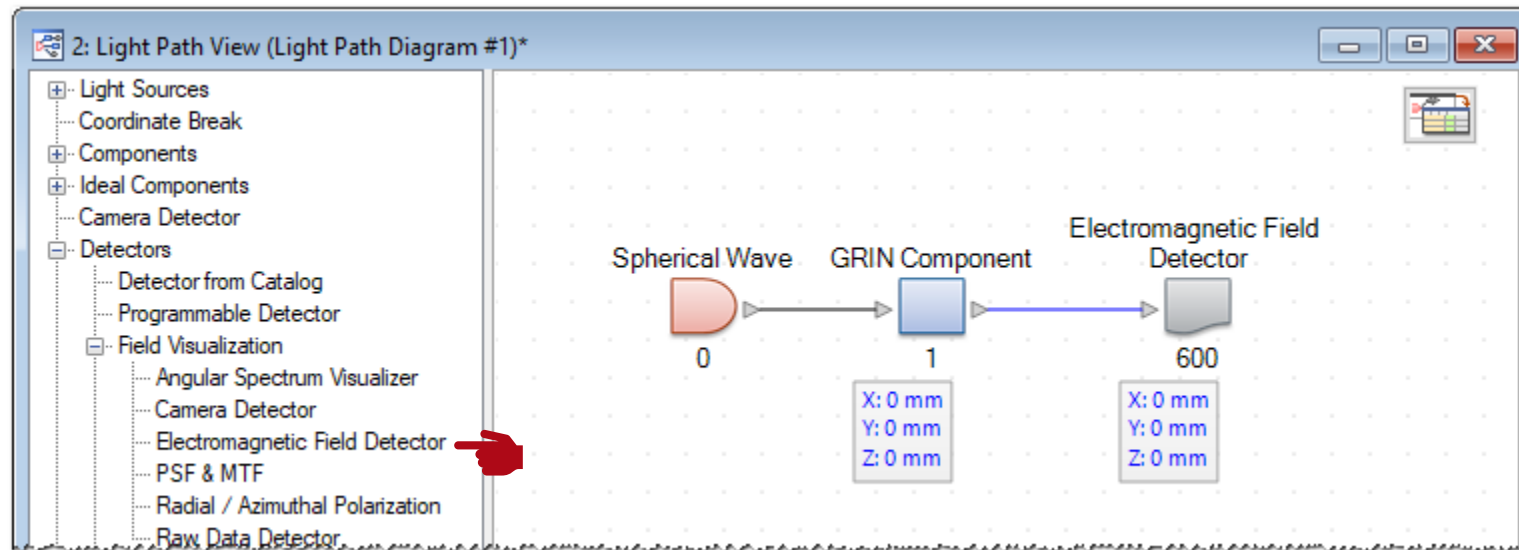 2: Light Path View (Light Path Diagram #1)*
Light Sources
Coordinate Break
Components
Ideal Components
Camera Detector
Detectors
Detector from Catalog
Programmable Detector
Field Visualization
Angular Spectrum Visualizer
Camera Detector
Electromagnetic Field Detector
PSF & MTF
Radial / Azimuthal Polarization
Raw Data Detector
Spherical Wave
0
GRIN Component
1
X: 0 mm
Y: 0 mm
Z: 0 mm
Electromagnetic Field
Detector
600
X: 0 mm
Y: 0 mm
Z: 0 mm